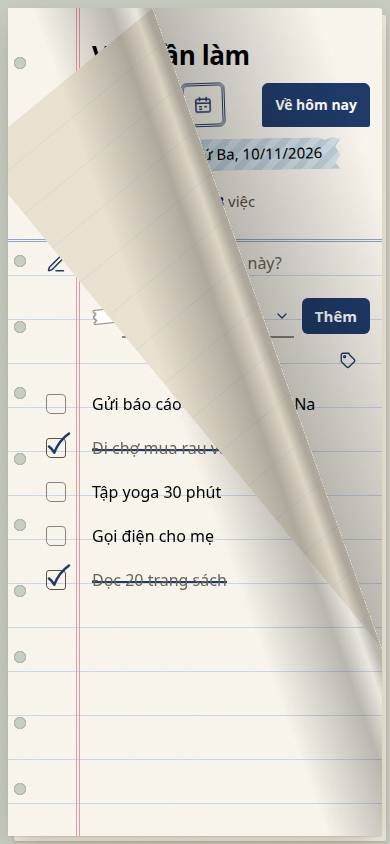 làm
Về hôm nay
Ba, 10/11/2026
việc
này?
Thêm
Gửi báo cáo Na
Đi chợ mua rau
Tập yoga 30 phút
Gọi điện cho mẹ
Đọc 20 trang sách